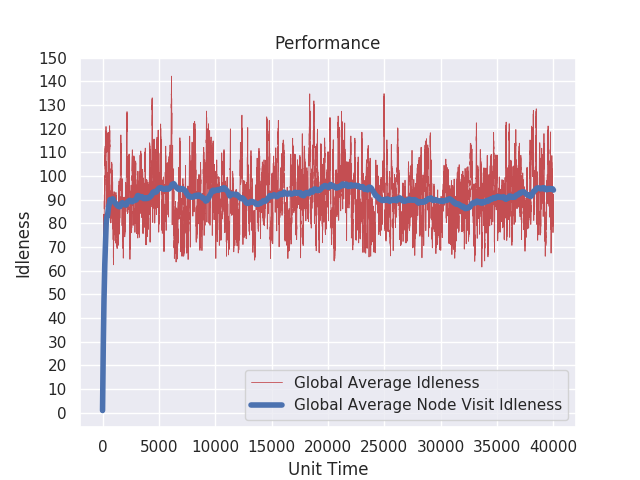 Performance
150
140
130
120
110
100
90
80
70
60
50
40
30
20
10
0
Idleness
Global Average Idleness
Global Average Node Visit Idleness
0 5000 10000 15000 20000 25000 30000 35000 40000
Unit Time